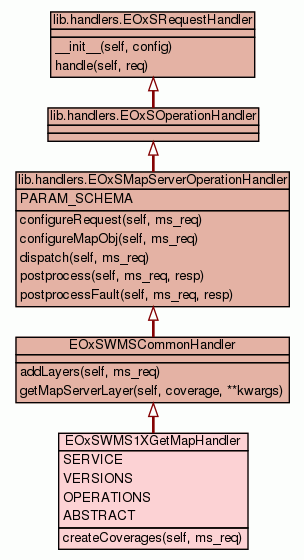 lib.handlers.EOxSRequestHandler
__init__(self, config)
handle(self, req)
lib.handlers.EOxSOperationHandler
lib.handlers.EOxSMapServerOperationHandler
PARAM_SCHEMA
configureRequest(self, ms_req)
configureMapObj(self, ms_req)
dispatch(self, ms_req)
postprocess(self, ms_req, resp)
postprocessFault(self, ms_req, resp)
EOxSWMSCommonHandler
addLayers(self, ms_req)
getMapServerLayer(self, coverage, **kwargs)
EOxSWMS1XGetMapHandler
SERVICE
VERSIONS
OPERATIONS
ABSTRACT
createCoverages(self, ms_req)